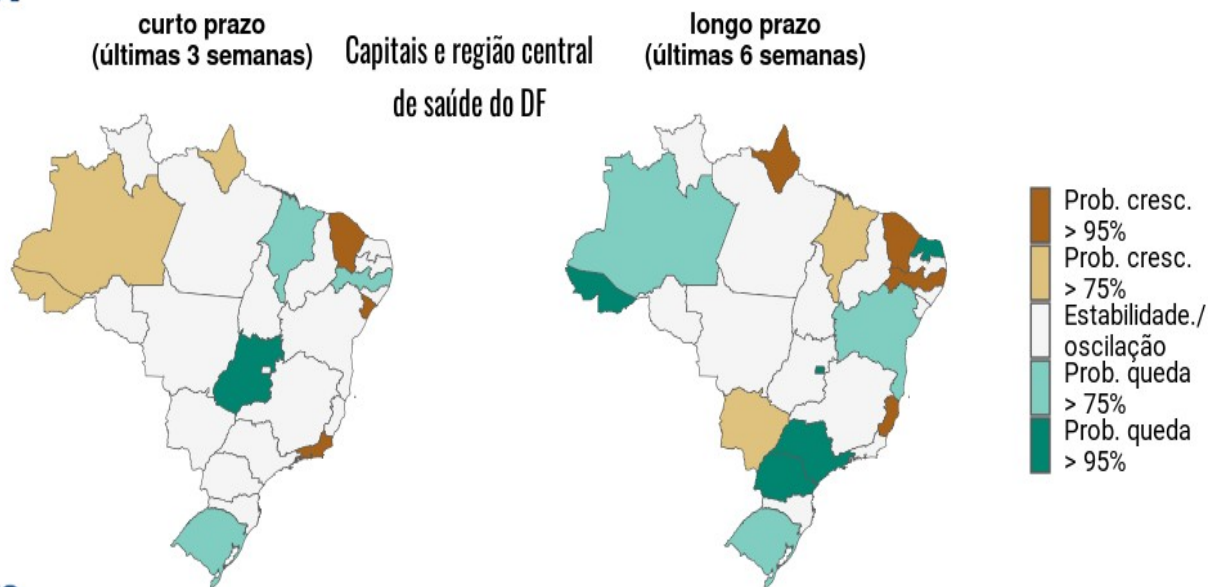 curto prazo
(últimas 3 semanas)
Capitais e região central
de saúde do DF
longo prazo
(últimas 6 semanas)
Prob. cresc.
> 95%
Prob. cresc.
> 75%
Estabilidade./
oscilação
Prob. queda
> 75%
Prob. queda
> 95%